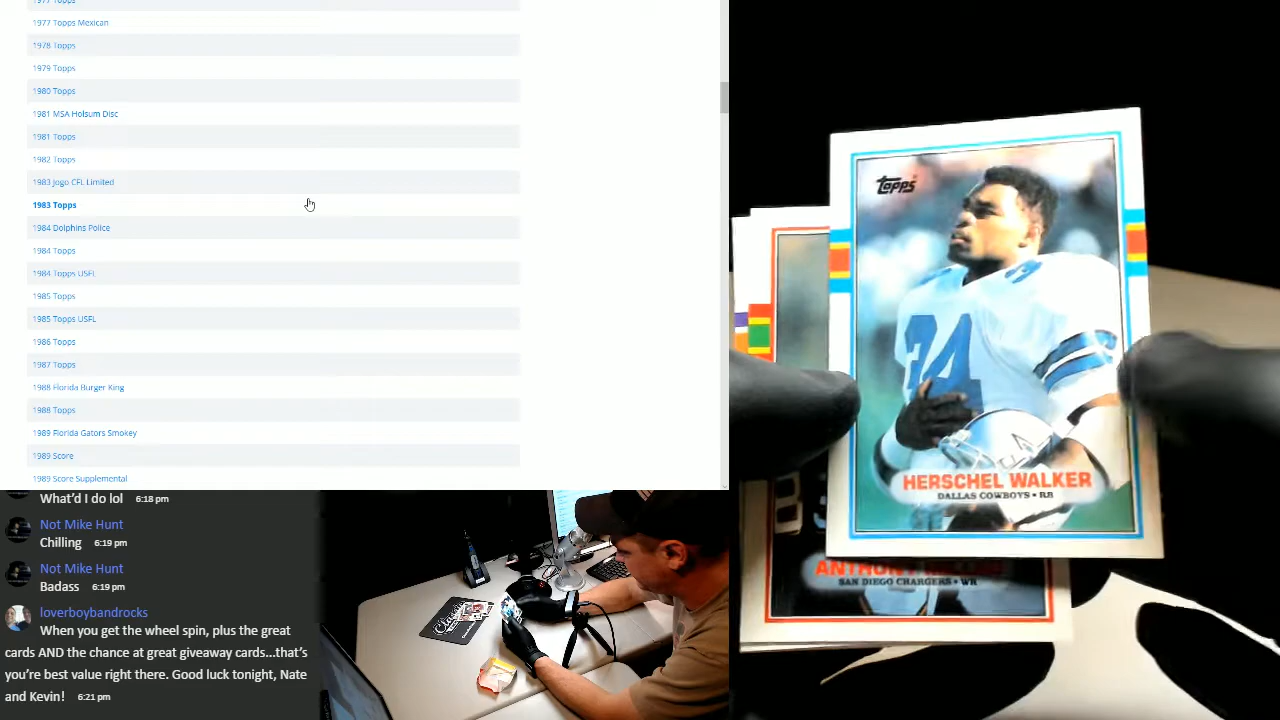 1977 Topps
1977 Topps Mexican
1978 Topps
1979 Topps
1980 Topps
1981 MSA Holsum Disc
1981 Topps
1982 Topps
1983 Jogo CFL Limited
1983 Topps
1984 Dolphins Police
1984 Topps
1984 Topps USFL
1985 Topps
1985 Topps USFL
1986 Topps
1987 Topps
1988 Florida Burger King
1988 Topps
1989 Florida Gators Smokey
1989 Score
1989 Score Supplemental
What'd I do lol 6:18 pm
Not Mike Hunt
Chilling 6:19 pm
Not Mike Hunt
Badass 6:19 pm
loverboybandrocks
When you get the wheel spin, plus the great
cards AND the chance at great giveaway cards...that's
you're best value right there. Good luck tonight, Nate
and Kevin! 6:21 pm
topps
34
HERSCHEL WALKER
DALLAS COWBOYS • RB
ANTHONY
SAN DIEGO CHARGERS • WR